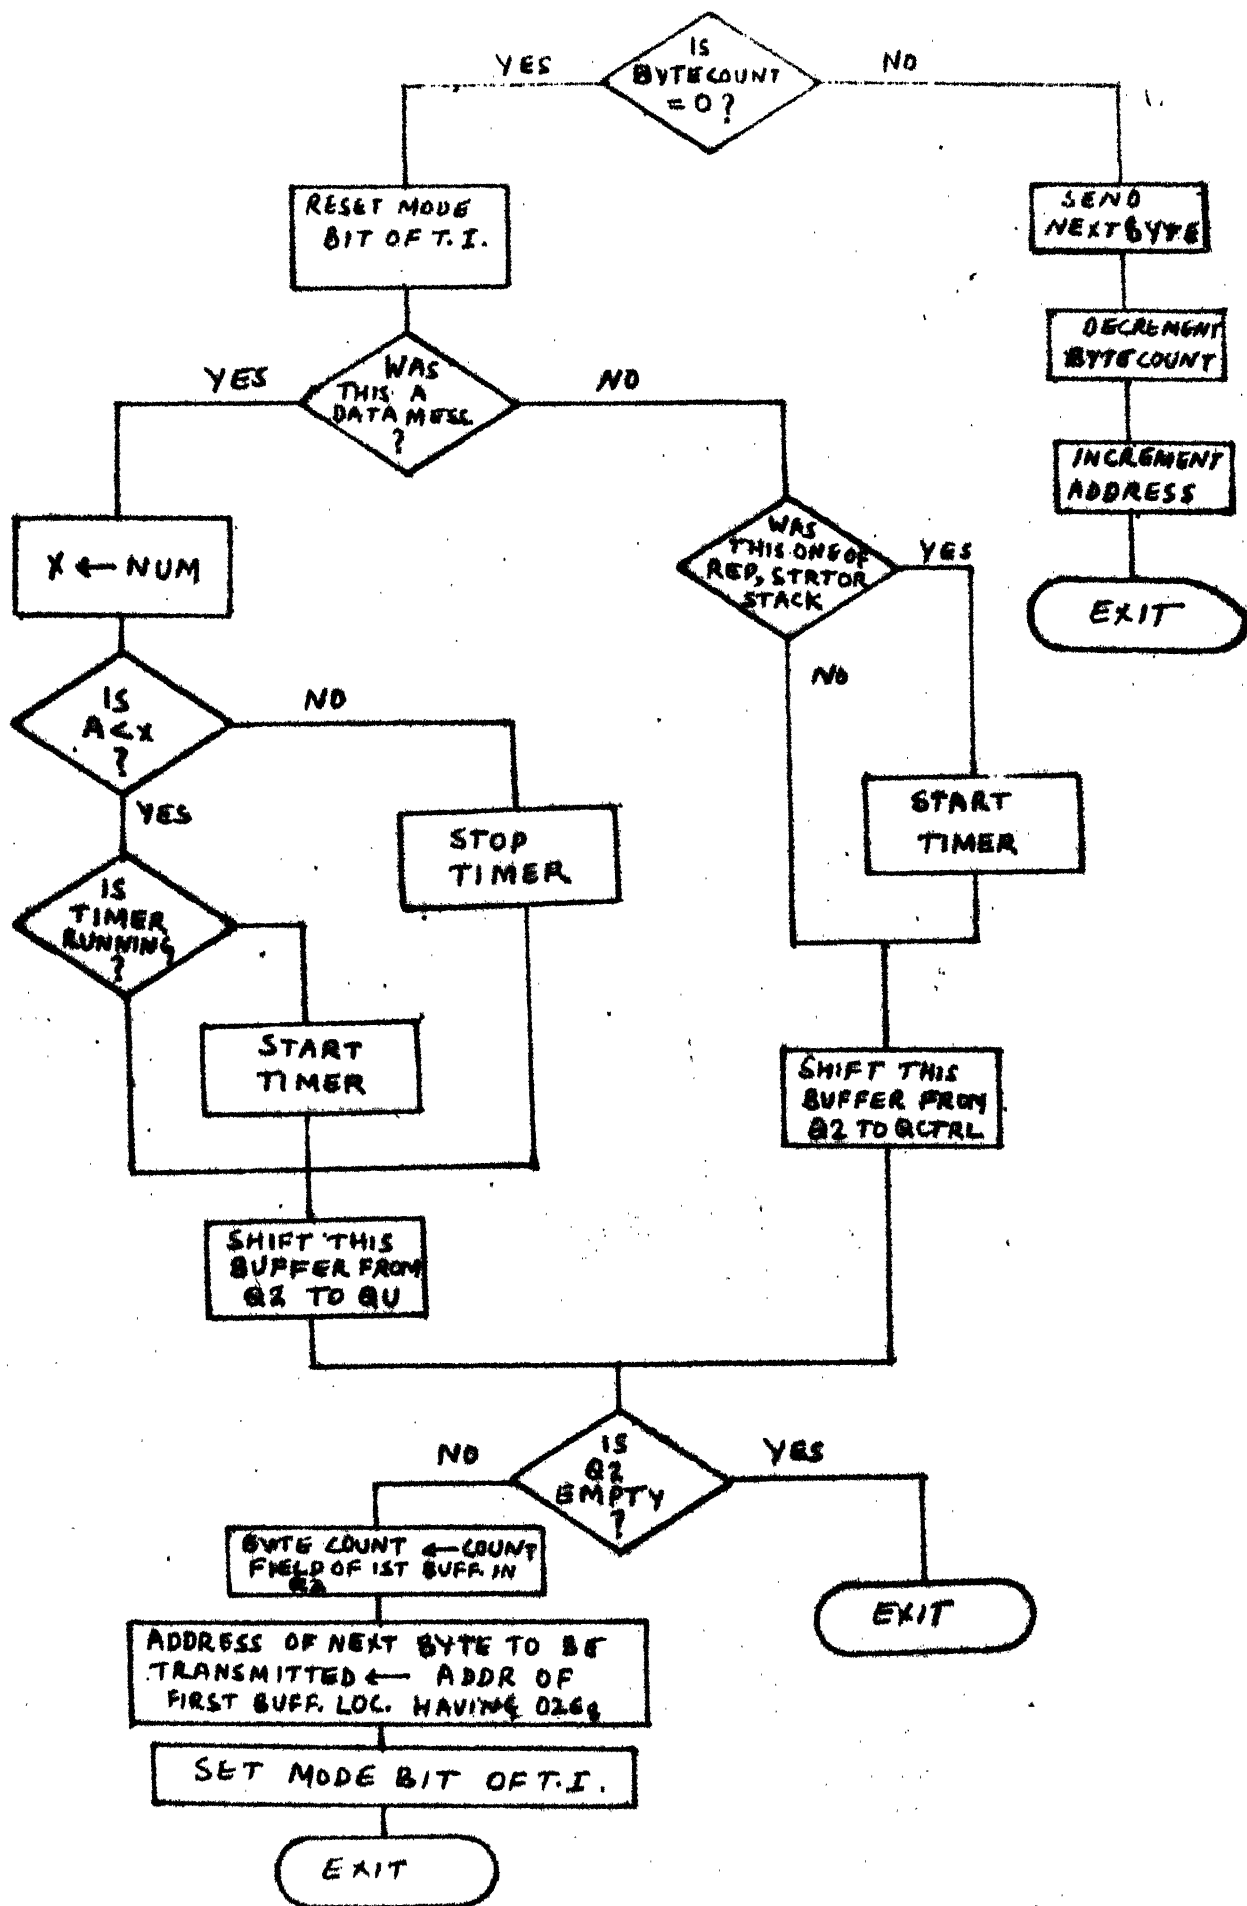 IS
BYTECOUNT
= 0 ?
YES
NO
RESET MODE
BIT OF T. I.
SEND
NEXT BYTE
DECREMENT
BYTE COUNT
INCREMENT
ADDRESS
EXIT
WAS
THIS A
DATA MESS.
?
YES
NO
X ← NUM
WAS
THIS ONE OF
REP, STRT OR
STACK
YES
NO
IS
A < X
?
NO
YES
STOP
TIMER
START
TIMER
IS
TIMER
RUNNING
?
START
TIMER
SHIFT THIS
BUFFER FROM
Q2 TO QCTRL
SHIFT THIS
BUFFER FROM
Q2 TO QU
IS
Q2
EMPTY
?
NO
YES
BYTE COUNT ← COUNT
FIELD OF 1ST BUFF. IN
Q2
EXIT
ADDRESS OF NEXT BYTE TO BE
TRANSMITTED ← ADDR OF
FIRST BUFF. LOC. HAVING 026₈
SET MODE BIT OF T. I.
EXIT